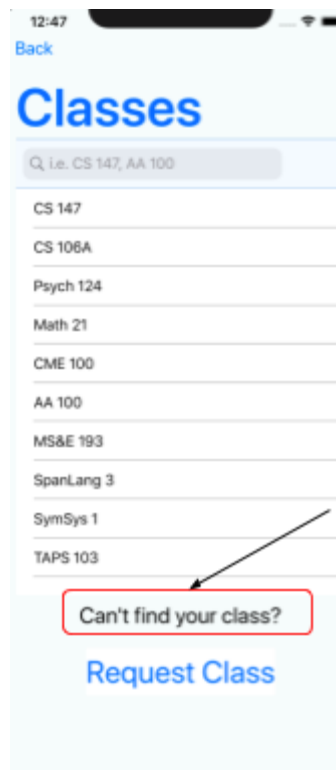 12:47
Back
Classes
i.e. CS 147, AA 100
CS 147
CS 106A
Psych 124
Math 21
CME 100
AA 100
MS&E 193
SpanLang 3
SymSys 1
TAPS 103
Can't find your class?
Request Class